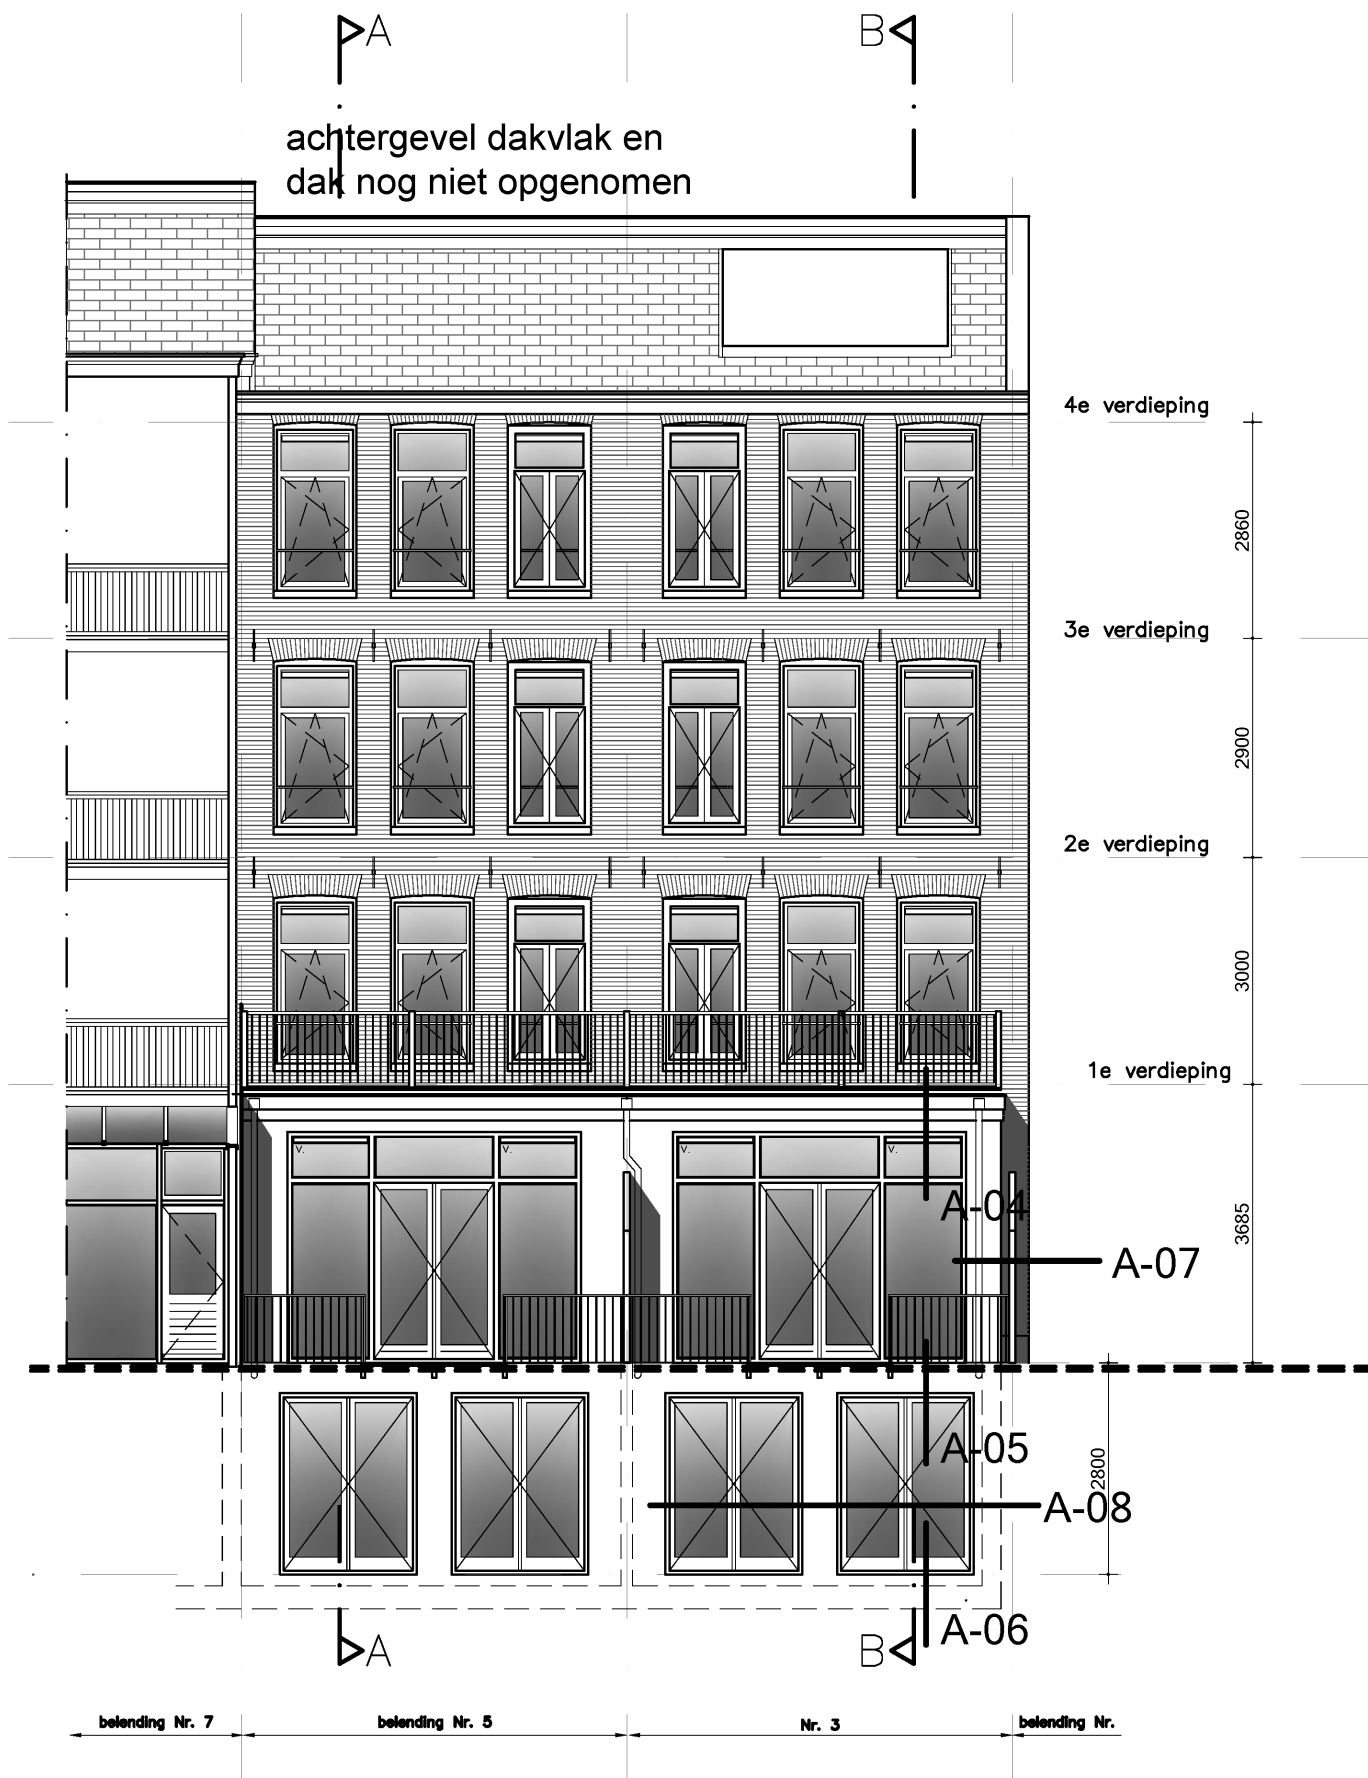 A
B
achtergevel dakvlak en
dak nog niet opgenomen
4e verdieping
2860
3e verdieping
2900
2e verdieping
3000
1e verdieping
V.
V.
V.
V.
A-04
3685
A-07
A-05
2800
A-08
A-06
A
B
belending Nr. 7
belending Nr. 5
Nr. 3
belending Nr.